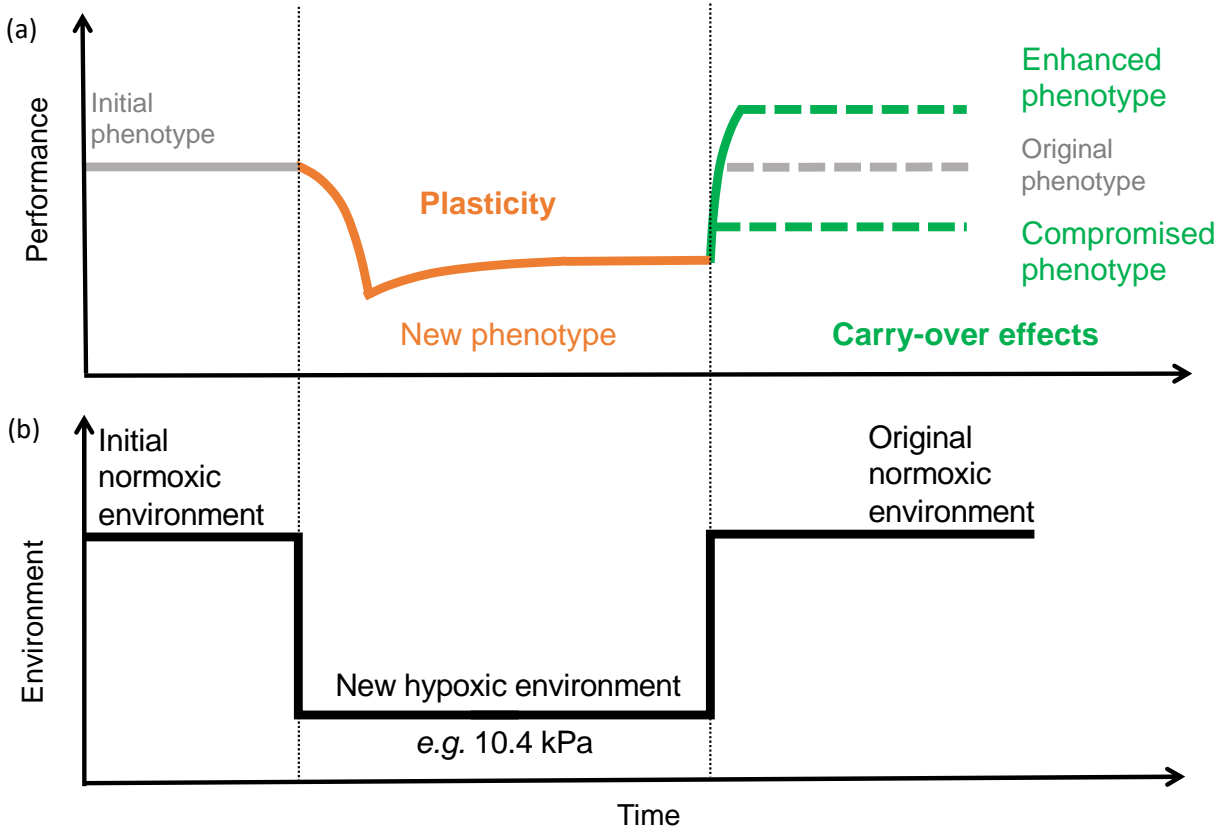 (a)
Performance
Initial
phenotype
Plasticity
New phenotype
Enhanced
phenotype
Original
phenotype
Compromised
phenotype
Carry-over effects
(b)
Environment
Initial
normoxic
environment
New hypoxic environment
e.g. 10.4 kPa
Original
normoxic
environment
Time